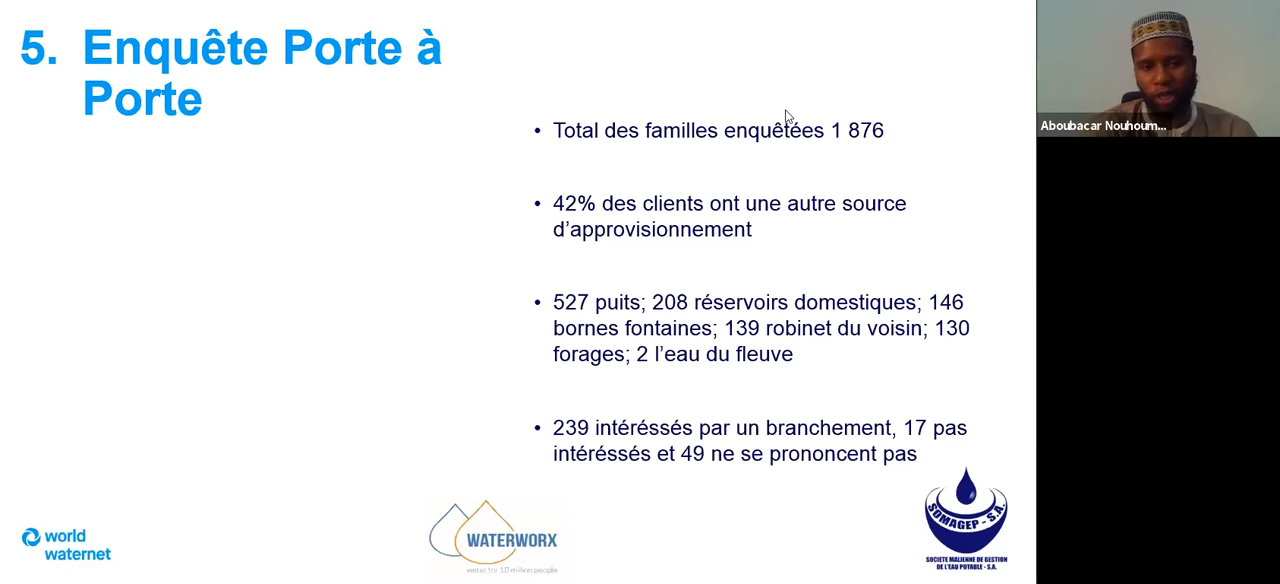 5. Enquête Porte à
Porte
• Total des familles enquêtées 1 876
• 42% des clients ont une autre source
d’approvisionnement
• 527 puits; 208 réservoirs domestiques; 146
bornes fontaines; 139 robinet du voisin; 130
forages; 2 l’eau du fleuve
• 239 intéréssés par un branchement, 17 pas
intéréssés et 49 ne se prononcent pas
world
waternet
WATERWORX
water for 10 million people
SOMAGEP - S.A.
SOCIETE MALIENNE DE GESTION
DE L'EAU POTABLE - S.A.
Aboubacar Nouhoum...